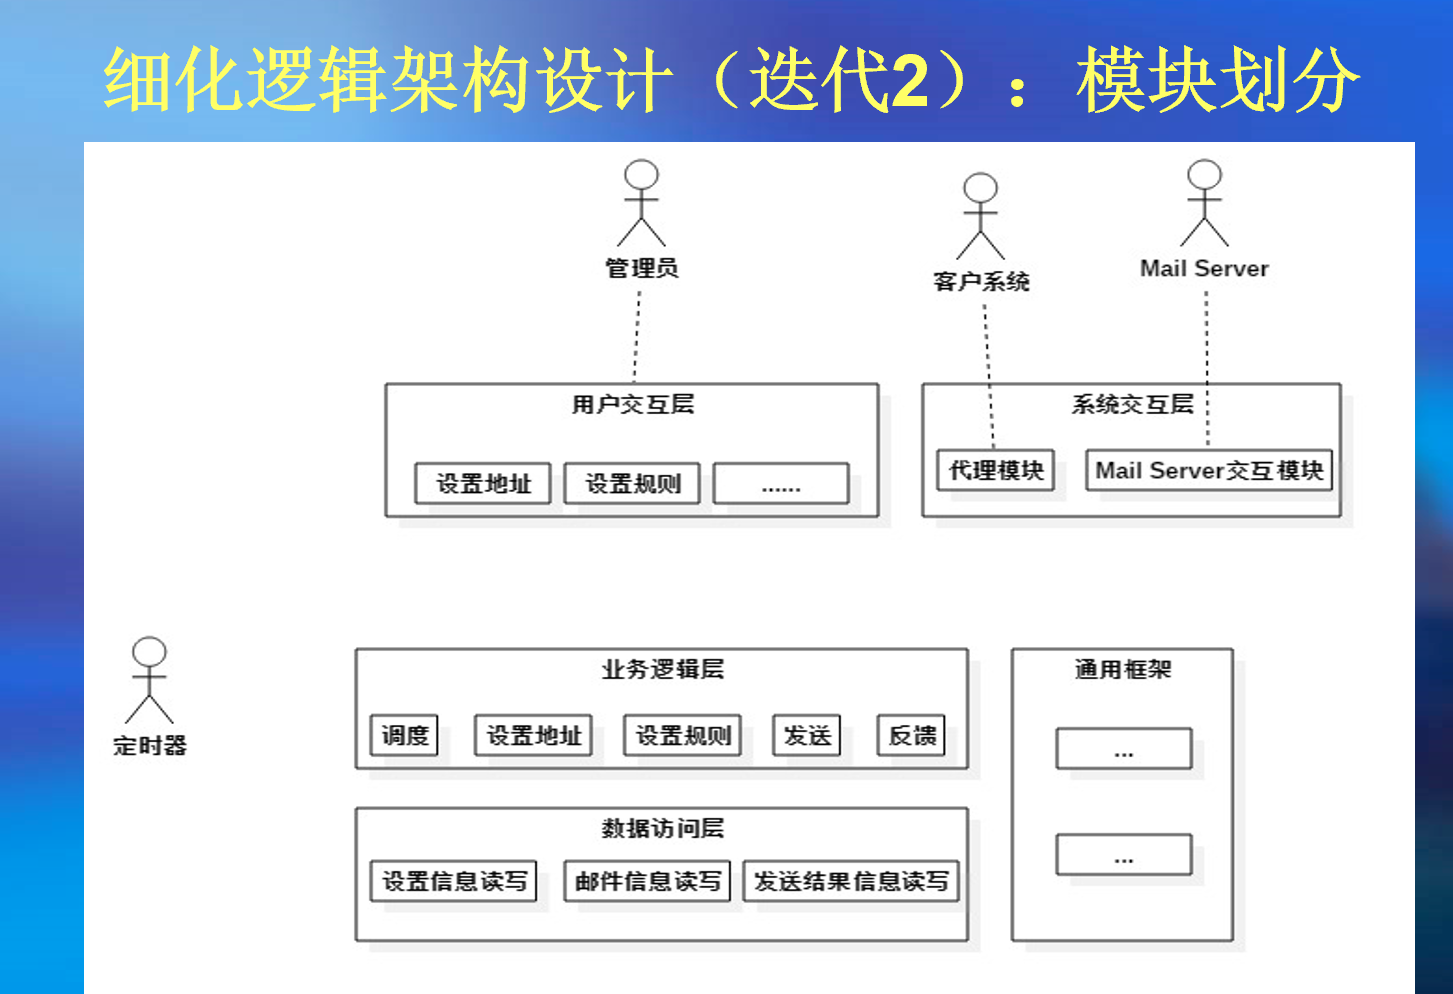 细化逻辑架构设计（迭代2）：模块划分
管理员
客户系统
Mail Server
用户交互层
设置地址
设置规则
......
系统交互层
代理模块
Mail Server交互模块
定时器
业务逻辑层
调度
设置地址
设置规则
发送
反馈
通用框架
...
...
数据访问层
设置信息读写
邮件信息读写
发送结果信息读写